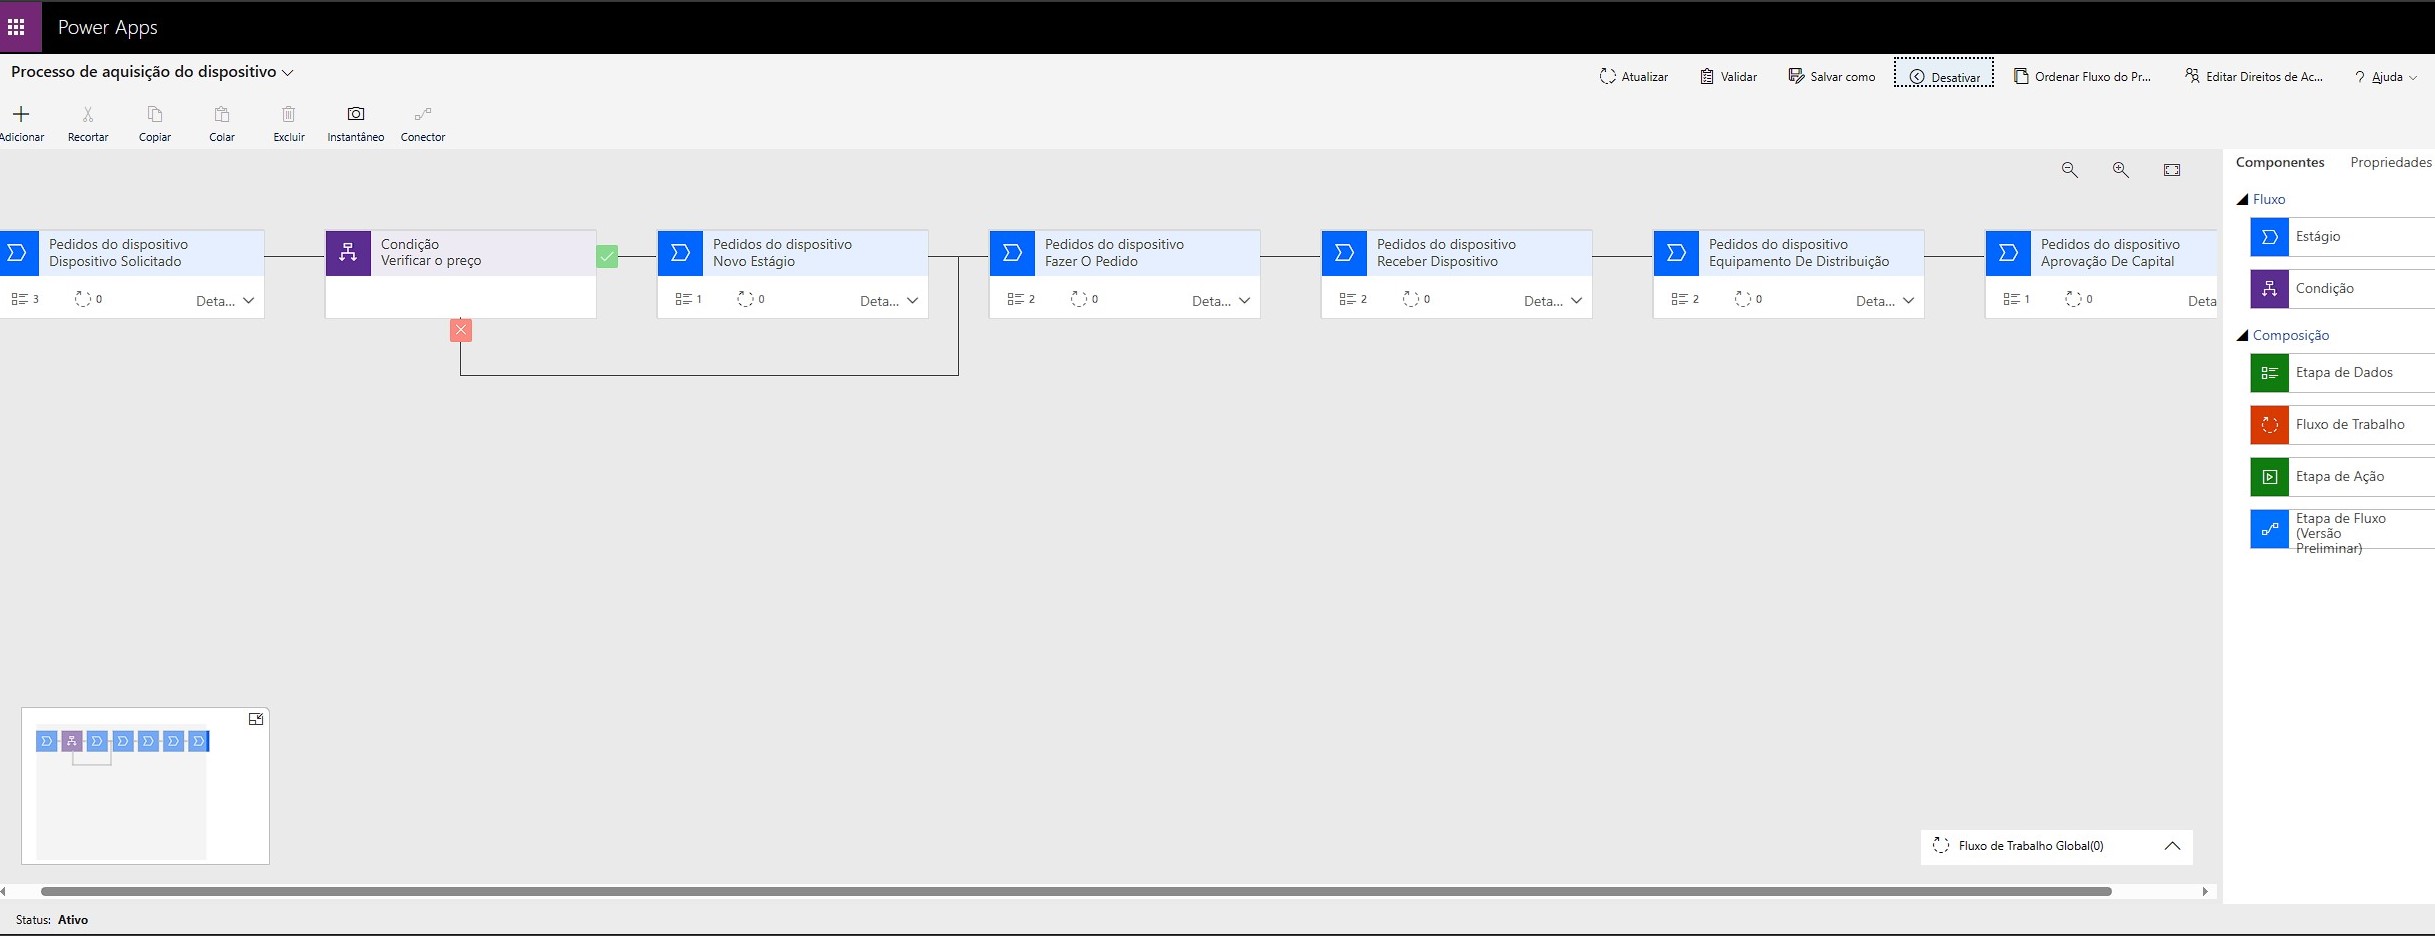 Power Apps
Processo de aquisição do dispositivo
Atualizar
Validar
Salvar como
Desativar
Ordenar Fluxo do Pr...
Editar Direitos de Ac...
? Ajuda
Adicionar
Recortar
Copiar
Colar
Excluir
Instantâneo
Conector
Componentes
Propriedades
Fluxo
Estágio
Condição
Composição
Etapa de Dados
Fluxo de Trabalho
Etapa de Ação
Etapa de Fluxo
(Versão
Preliminar)
Pedidos do dispositivo
Dispositivo Solicitado
3
0
Deta...
Condição
Verificar o preço
Pedidos do dispositivo
Novo Estágio
1
0
Deta...
Pedidos do dispositivo
Fazer O Pedido
2
0
Deta...
Pedidos do dispositivo
Receber Dispositivo
2
0
Deta...
Pedidos do dispositivo
Equipamento De Distribuição
2
0
Deta...
Pedidos do dispositivo
Aprovação De Capital
1
0
Deta
Fluxo de Trabalho Global(0)
Status: Ativo